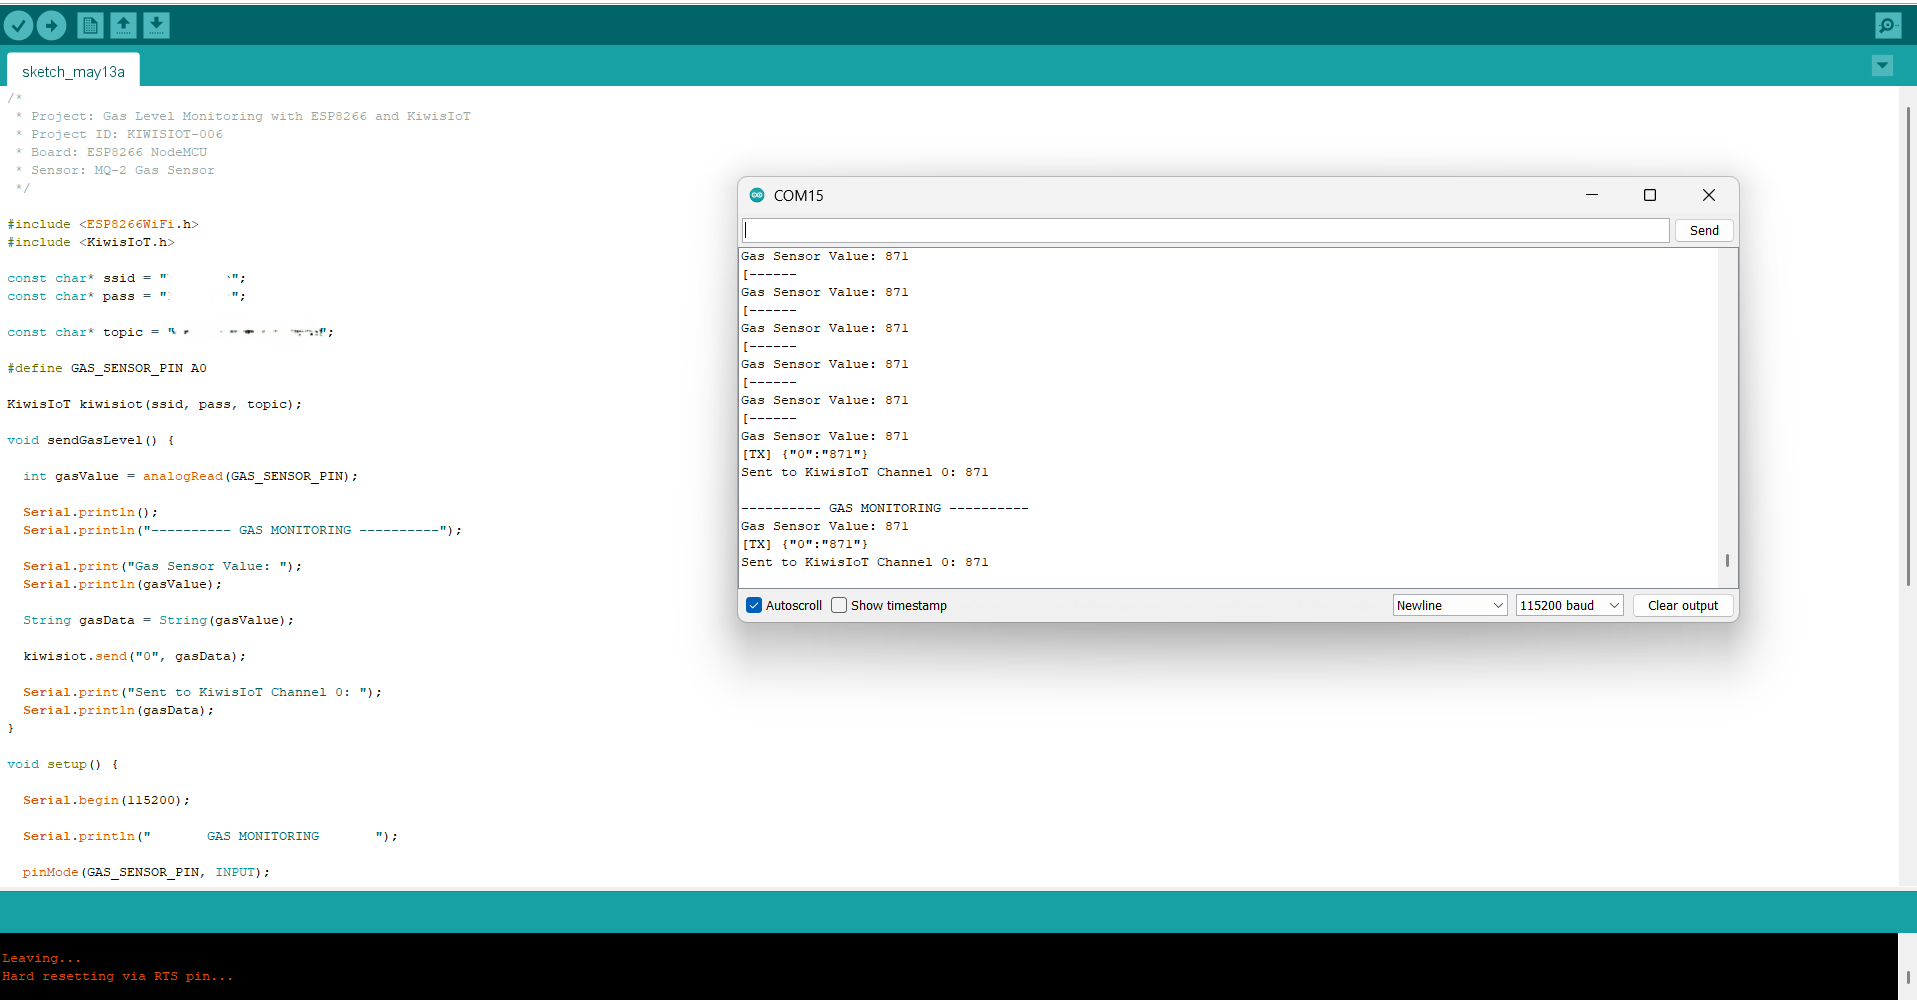 sketch_may13a
/*
 * Project: Gas Level Monitoring with ESP8266 and KiwisIoT
 * Project ID: KIWISIOT-006
 * Board: ESP8266 NodeMCU
 * Sensor: MQ-2 Gas Sensor
 */
#include <ESP8266WiFi.h>
#include <KiwisIoT.h>
const char* ssid = "        ";
const char* pass = "        ";
const char* topic = "        ";
#define GAS_SENSOR_PIN A0
KiwisIoT kiwisiot(ssid, pass, topic);
void sendGasLevel() {
  int gasValue = analogRead(GAS_SENSOR_PIN);
  Serial.println();
  Serial.println("---------- GAS MONITORING ----------");
  Serial.print("Gas Sensor Value: ");
  Serial.println(gasValue);
  String gasData = String(gasValue);
  kiwisiot.send("0", gasData);
  Serial.print("Sent to KiwisIoT Channel 0: ");
  Serial.println(gasData);
}
void setup() {
  Serial.begin(115200);
  Serial.println("       GAS MONITORING       ");
  pinMode(GAS_SENSOR_PIN, INPUT);
Leaving...
Hard resetting via RTS pin...
COM15
Send
Gas Sensor Value: 871
[------
Gas Sensor Value: 871
[------
Gas Sensor Value: 871
[------
Gas Sensor Value: 871
[------
Gas Sensor Value: 871
[------
Gas Sensor Value: 871
[TX] {"0":"871"}
Sent to KiwisIoT Channel 0: 871
---------- GAS MONITORING ----------
Gas Sensor Value: 871
[TX] {"0":"871"}
Sent to KiwisIoT Channel 0: 871
Autoscroll Show timestamp Newline 115200 baud Clear output